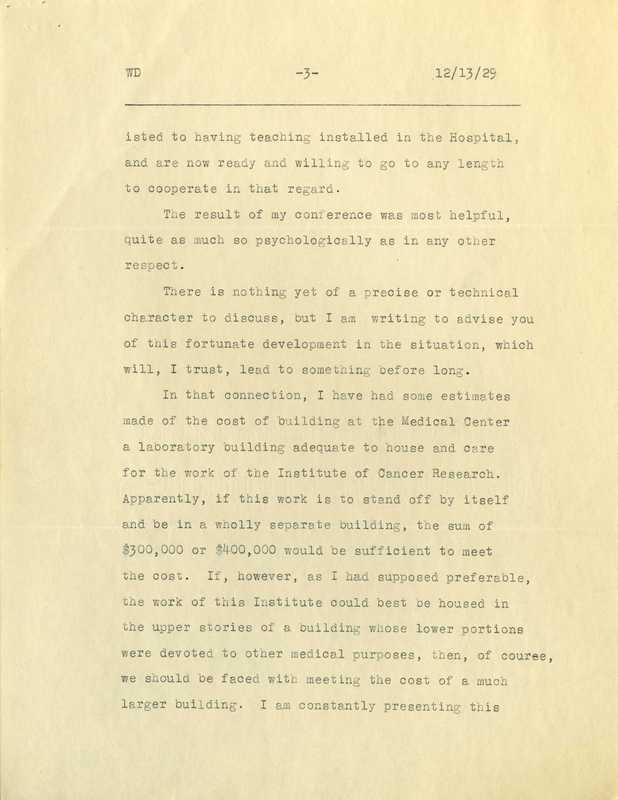 WD -3- 12/13/29
isted to having teaching installed in the Hospital,
and are now ready and willing to go to any length
to cooperate in that regard.
The result of my conference was most helpful,
quite as much so psychologically as in any other
respect.
There is nothing yet of a precise or technical
character to discuss, but I am writing to advise you
of this fortunate development in the situation, which
will, I trust, lead to something before long.
In that connection, I have had some estimates
made of the cost of building at the Medical Center
a laboratory building adequate to house and care
for the work of the Institute of Cancer Research.
Apparently, if this work is to stand off by itself
and be in a wholly separate building, the sum of
$300,000 or $400,000 would be sufficient to meet
the cost. If, however, as I had supposed preferable,
the work of this Institute could best be housed in
the upper stories of a building whose lower portions
were devoted to other medical purposes, then, of course,
we should be faced with meeting the cost of a much
larger building. I am constantly presenting this